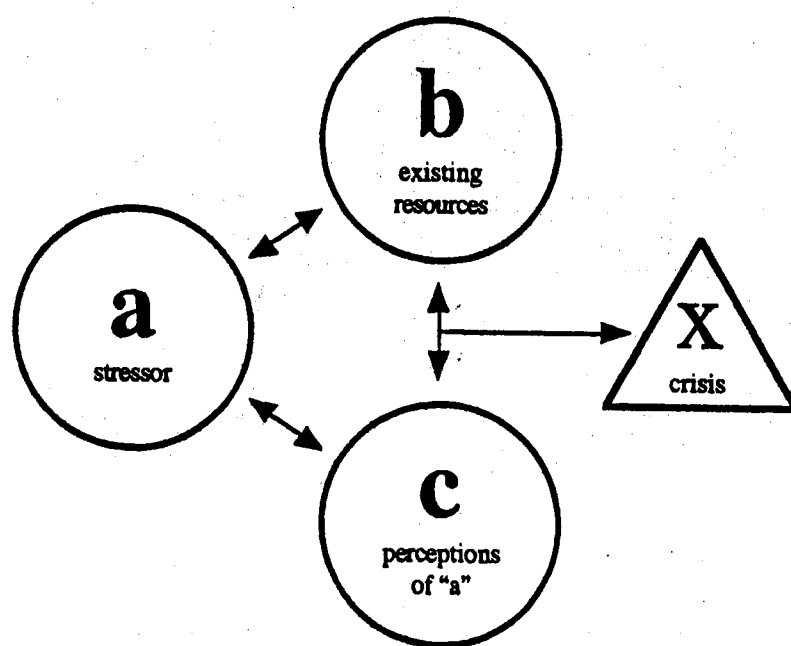 b
existing
resources
a
stressor
X
crisis
c
perceptions
of “a”